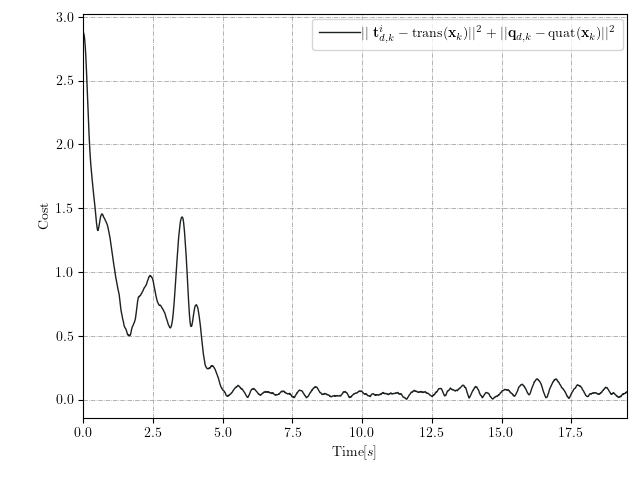 || t^i_{d,k} − trans(x_k)||² + ||q_{d,k} − quat(x_k)||²
3.0
2.5
2.0
1.5
1.0
0.5
0.0
Cost
0.0 2.5 5.0 7.5 10.0 12.5 15.0 17.5
Time[s]